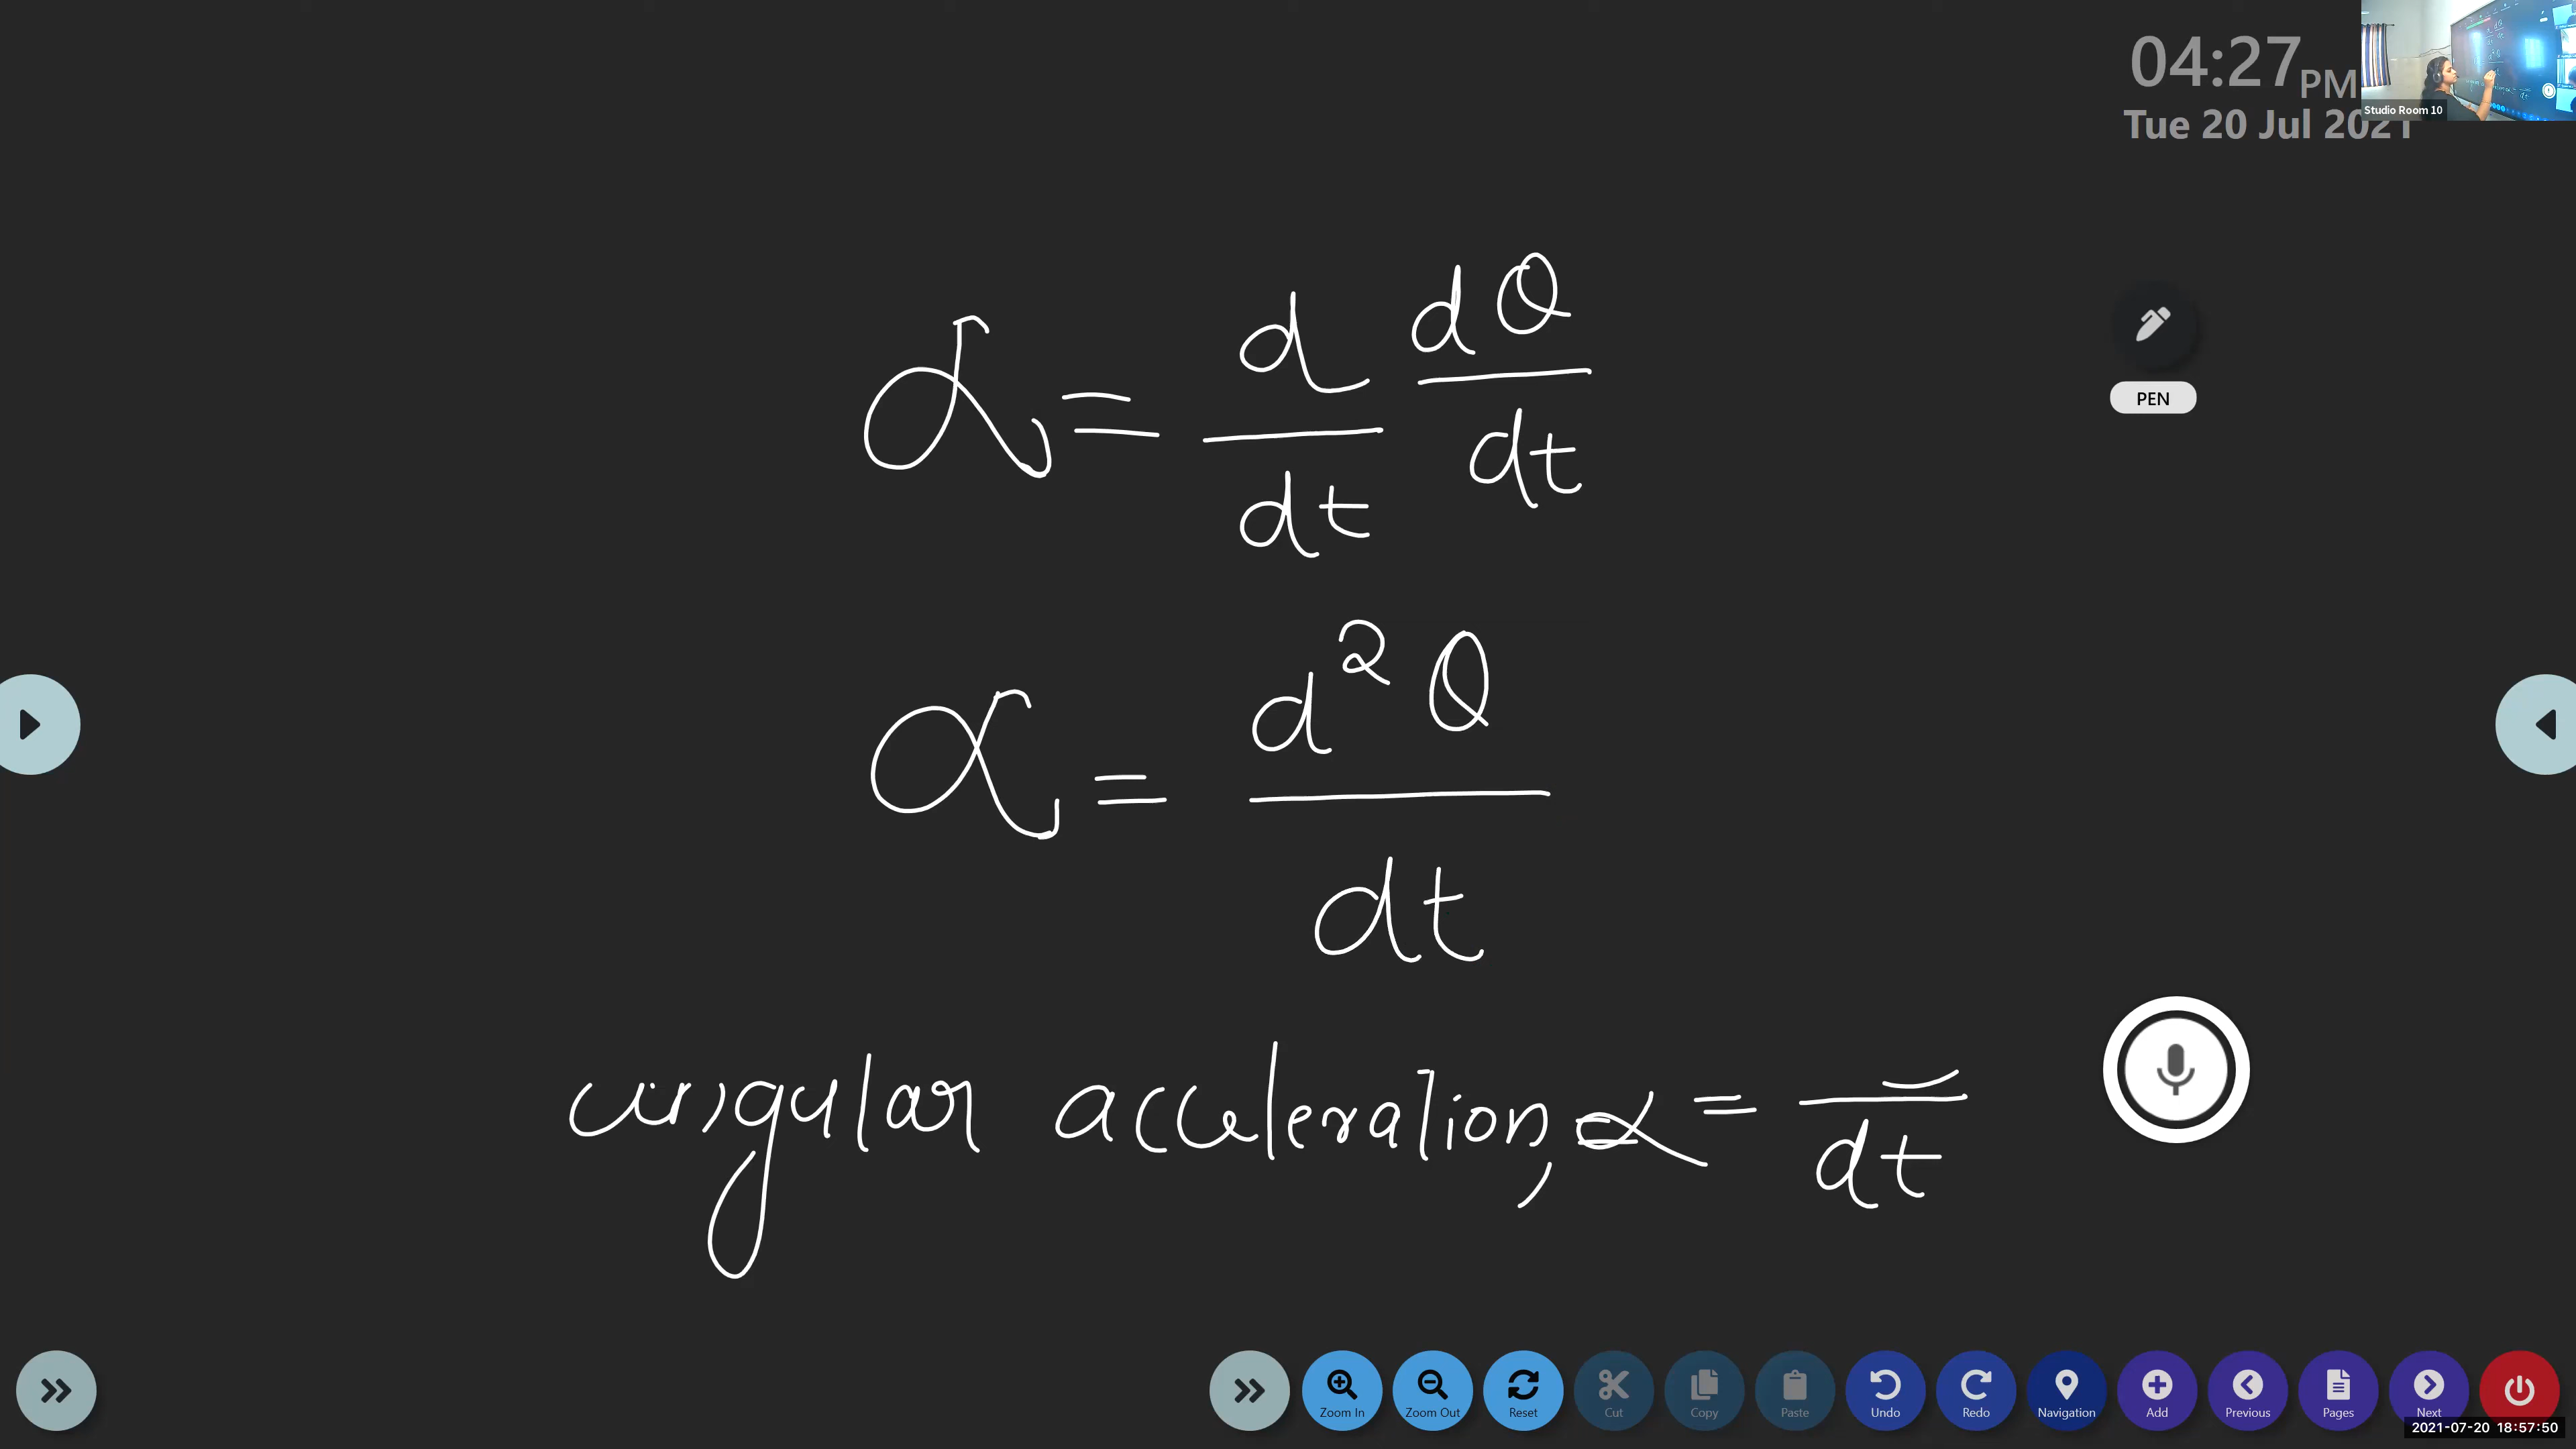 04:27 PM
Tue 20 Jul 2021
Studio Room 10
α = d/dt dθ/dt
PEN
α = d²θ/dt
angular acceleration, α = /dt
Zoom In Zoom Out Reset Cut Copy Paste Undo Redo Navigation Add Previous Pages Next
2021-07-20 18:57:50